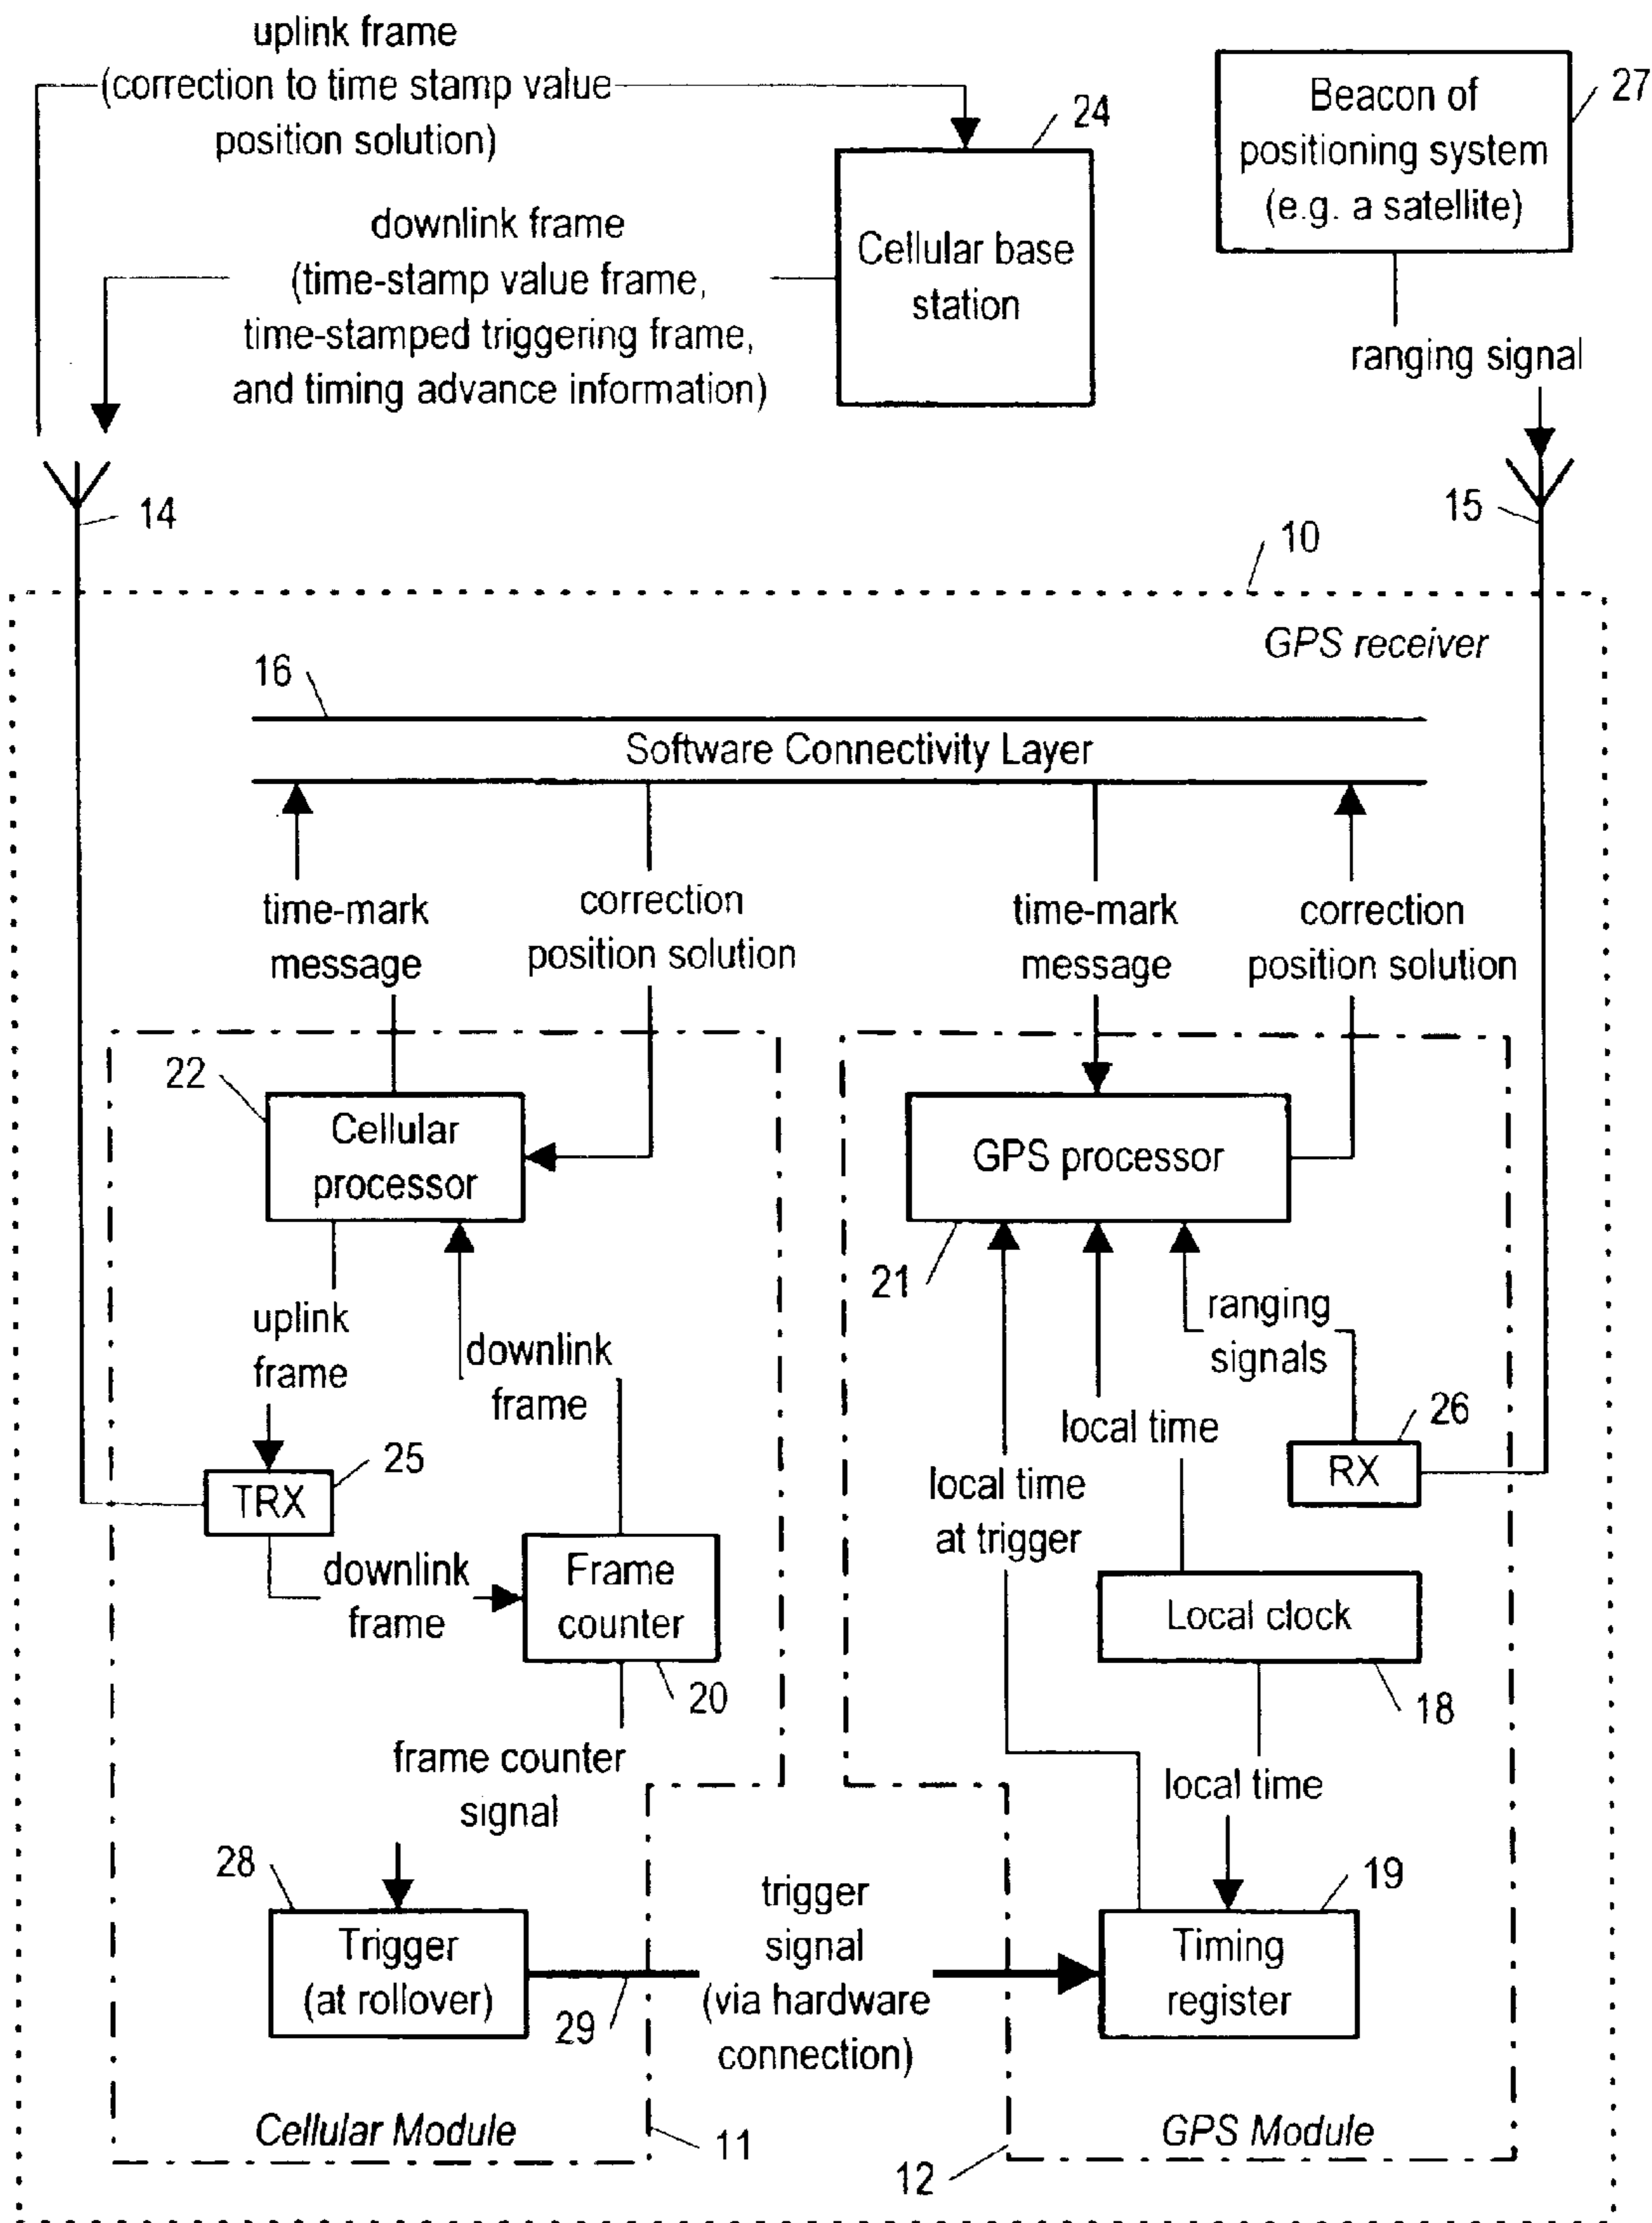 uplink frame
(correction to time stamp value
position solution)
24
Beacon of
positioning system
(e.g. a satellite)
27
downlink frame
(time-stamp value frame,
time-stamped triggering frame,
and timing advance information)
Cellular base
station
ranging signal
14
15
10
GPS receiver
16
Software Connectivity Layer
time-mark
message
correction
position solution
time-mark
message
correction
position solution
22
Cellular
processor
GPS processor
21
uplink
frame
downlink
frame
ranging
signals
local time
26
RX
25
TRX
local time
at trigger
downlink
frame
Frame
counter
20
Local clock
18
frame counter
signal
local time
28
Trigger
(at rollover)
29
trigger
signal
(via hardware
connection)
19
Timing
register
Cellular Module
11
12
GPS Module